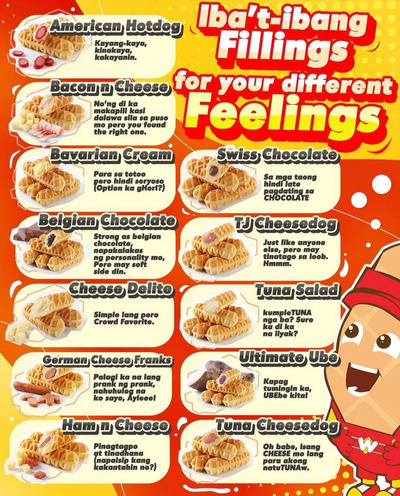 Iba't-ibang
Fillings
for your different
Feelings
American Hotdog
Kayang-kaya,
kinakaya,
kakayanin.
Bacon n Cheese
No'ng di ka
makapili kasi
dalawa sila sa puso
mo pero you found
the right one.
Bavarian Cream
Para sa totoo
pero hindi seryoso
(Option ka gHorl?)
Belgian Chocolate
Strong as belgian
chocolate,
napakalakas
ng personality mo,
Pero may soft
side din.
Cheese Delite
Simple lang pero
Crowd Favorite.
German Cheese Franks
Palagi ka na lang
prank ng prank,
nahuhulog na
ko sayo, Ayieee!
Ham n Cheese
Pinagtagpo
at tinadhana
(napaisip kang
kakantahin no?)
Swiss Chocolate
Sa mga taong
hindi late
pagdating sa
CHOCOLATE
TJ Cheesedog
Just like anyone
else, pero may
tinatago sa loob.
Hmmm.
Tuna Salad
kumpleTUNA
nga ba? Sure
ka di ka
na liyak?
Ultimate Ube
Kapag
tumingin ka,
UBEbo kita!
Tuna Cheesedog
Oh babe, isang
CHEESE mo lang
para akong
natuTUNAw.
W